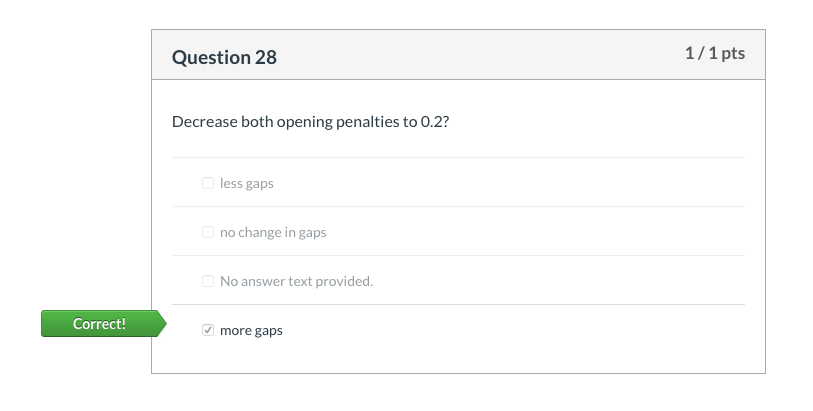 Question 28
1 / 1 pts
Decrease both opening penalties to 0.2?
less gaps
no change in gaps
No answer text provided.
Correct!
more gaps